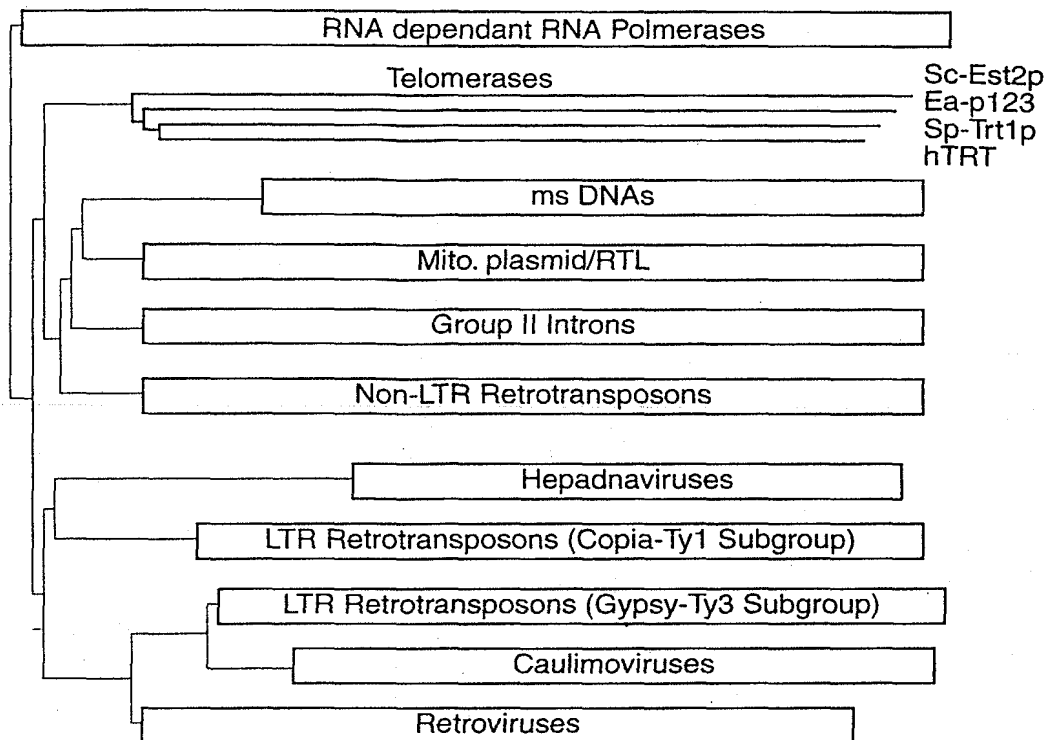 RNA dependant RNA Polmerases
Telomerases
Sc-Est2p
Ea-p123
Sp-Trt1p
hTRT
ms DNAs
Mito. plasmid/RTL
Group II Introns
Non-LTR Retrotransposons
Hepadnaviruses
LTR Retrotransposons (Copia-Ty1 Subgroup)
LTR Retrotransposons (Gypsy-Ty3 Subgroup)
Caulimoviruses
Retroviruses